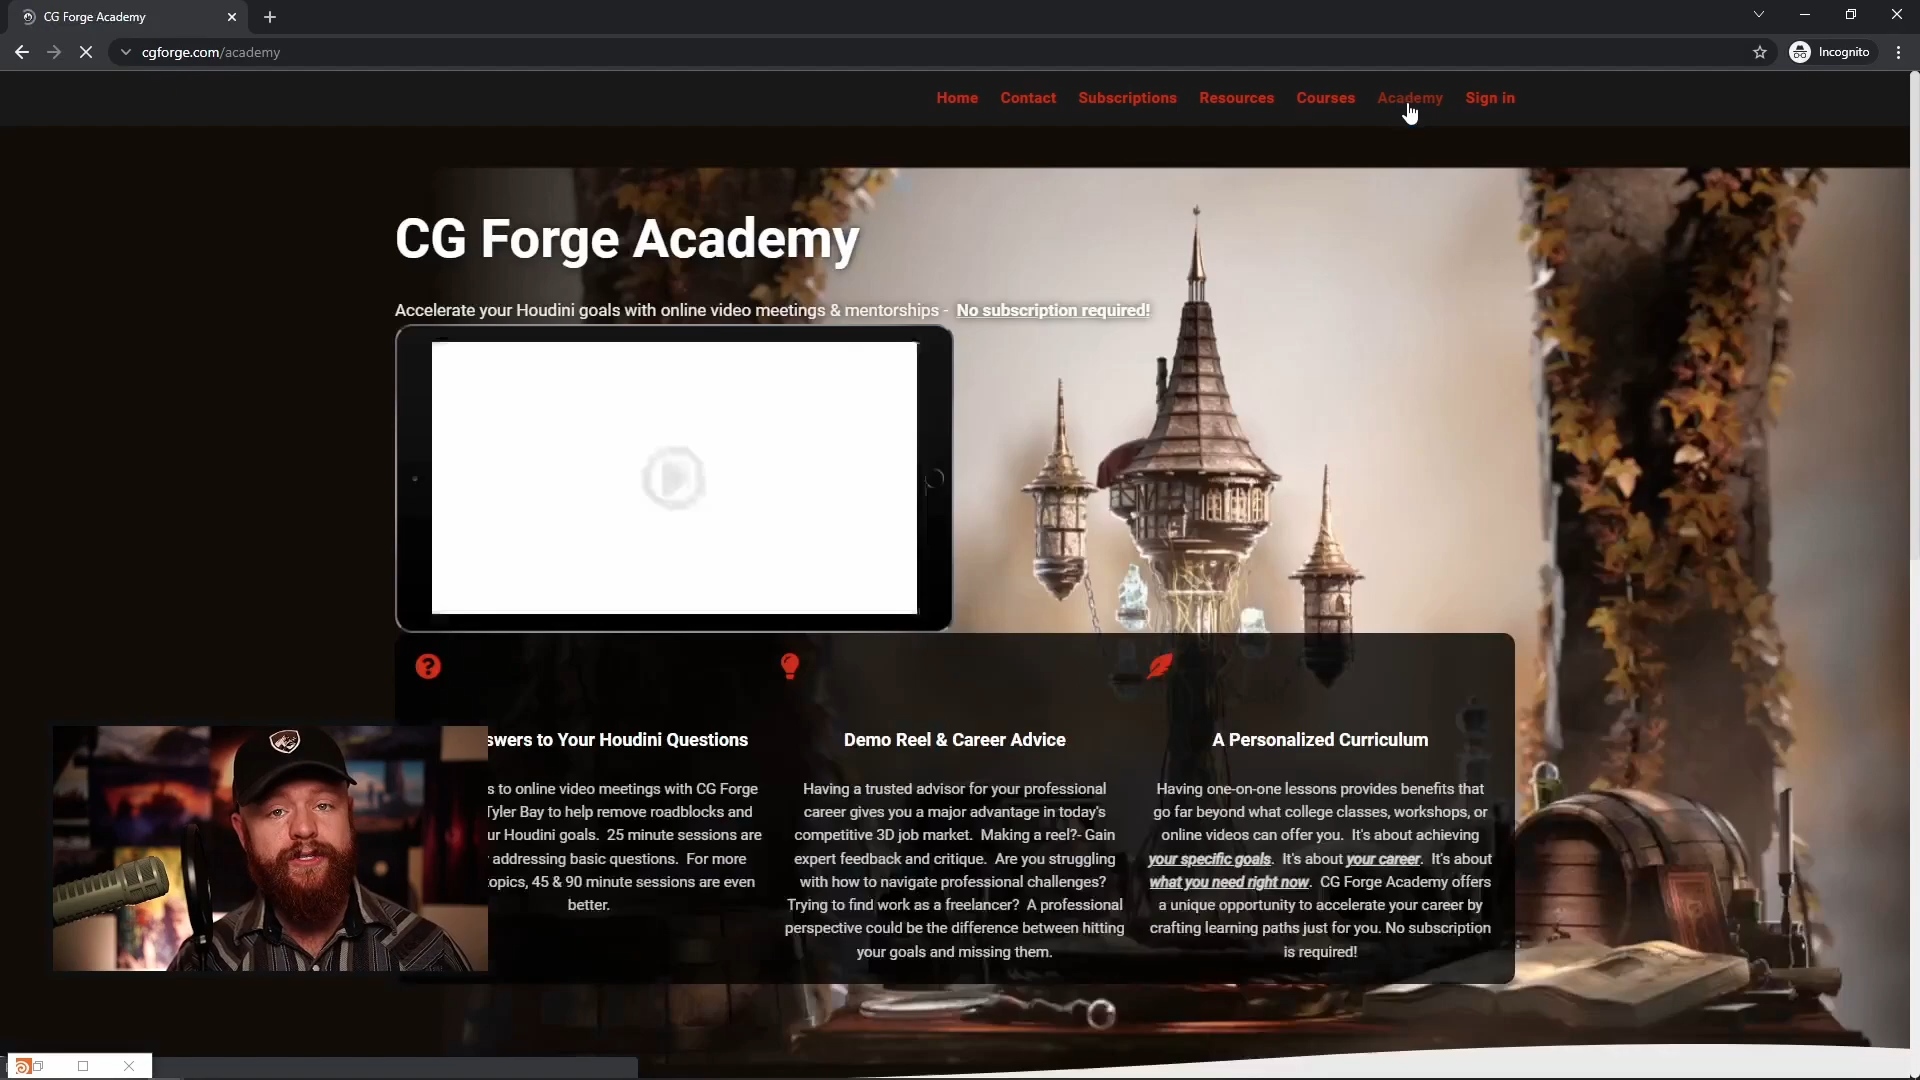 CG Forge Academy
cgforge.com/academy
Incognito
Home Contact Subscriptions Resources Courses Academy Sign in
CG Forge Academy
Accelerate your Houdini goals with online video meetings & mentorships - No subscription required!
swers to Your Houdini Questions
s to online video meetings with CG Forge
Tyler Bay to help remove roadblocks and
ur Houdini goals. 25 minute sessions are
addressing basic questions. For more
opics, 45 & 90 minute sessions are even
better.
Demo Reel & Career Advice
Having a trusted advisor for your professional
career gives you a major advantage in today's
competitive 3D job market. Making a reel?- Gain
expert feedback and critique. Are you struggling
with how to navigate professional challenges?
Trying to find work as a freelancer? A professional
perspective could be the difference between hitting
your goals and missing them.
A Personalized Curriculum
Having one-on-one lessons provides benefits that
go far beyond what college classes, workshops, or
online videos can offer you. It's about achieving
your specific goals. It's about your career. It's about
what you need right now. CG Forge Academy offers
a unique opportunity to accelerate your career by
crafting learning paths just for you. No subscription
is required!